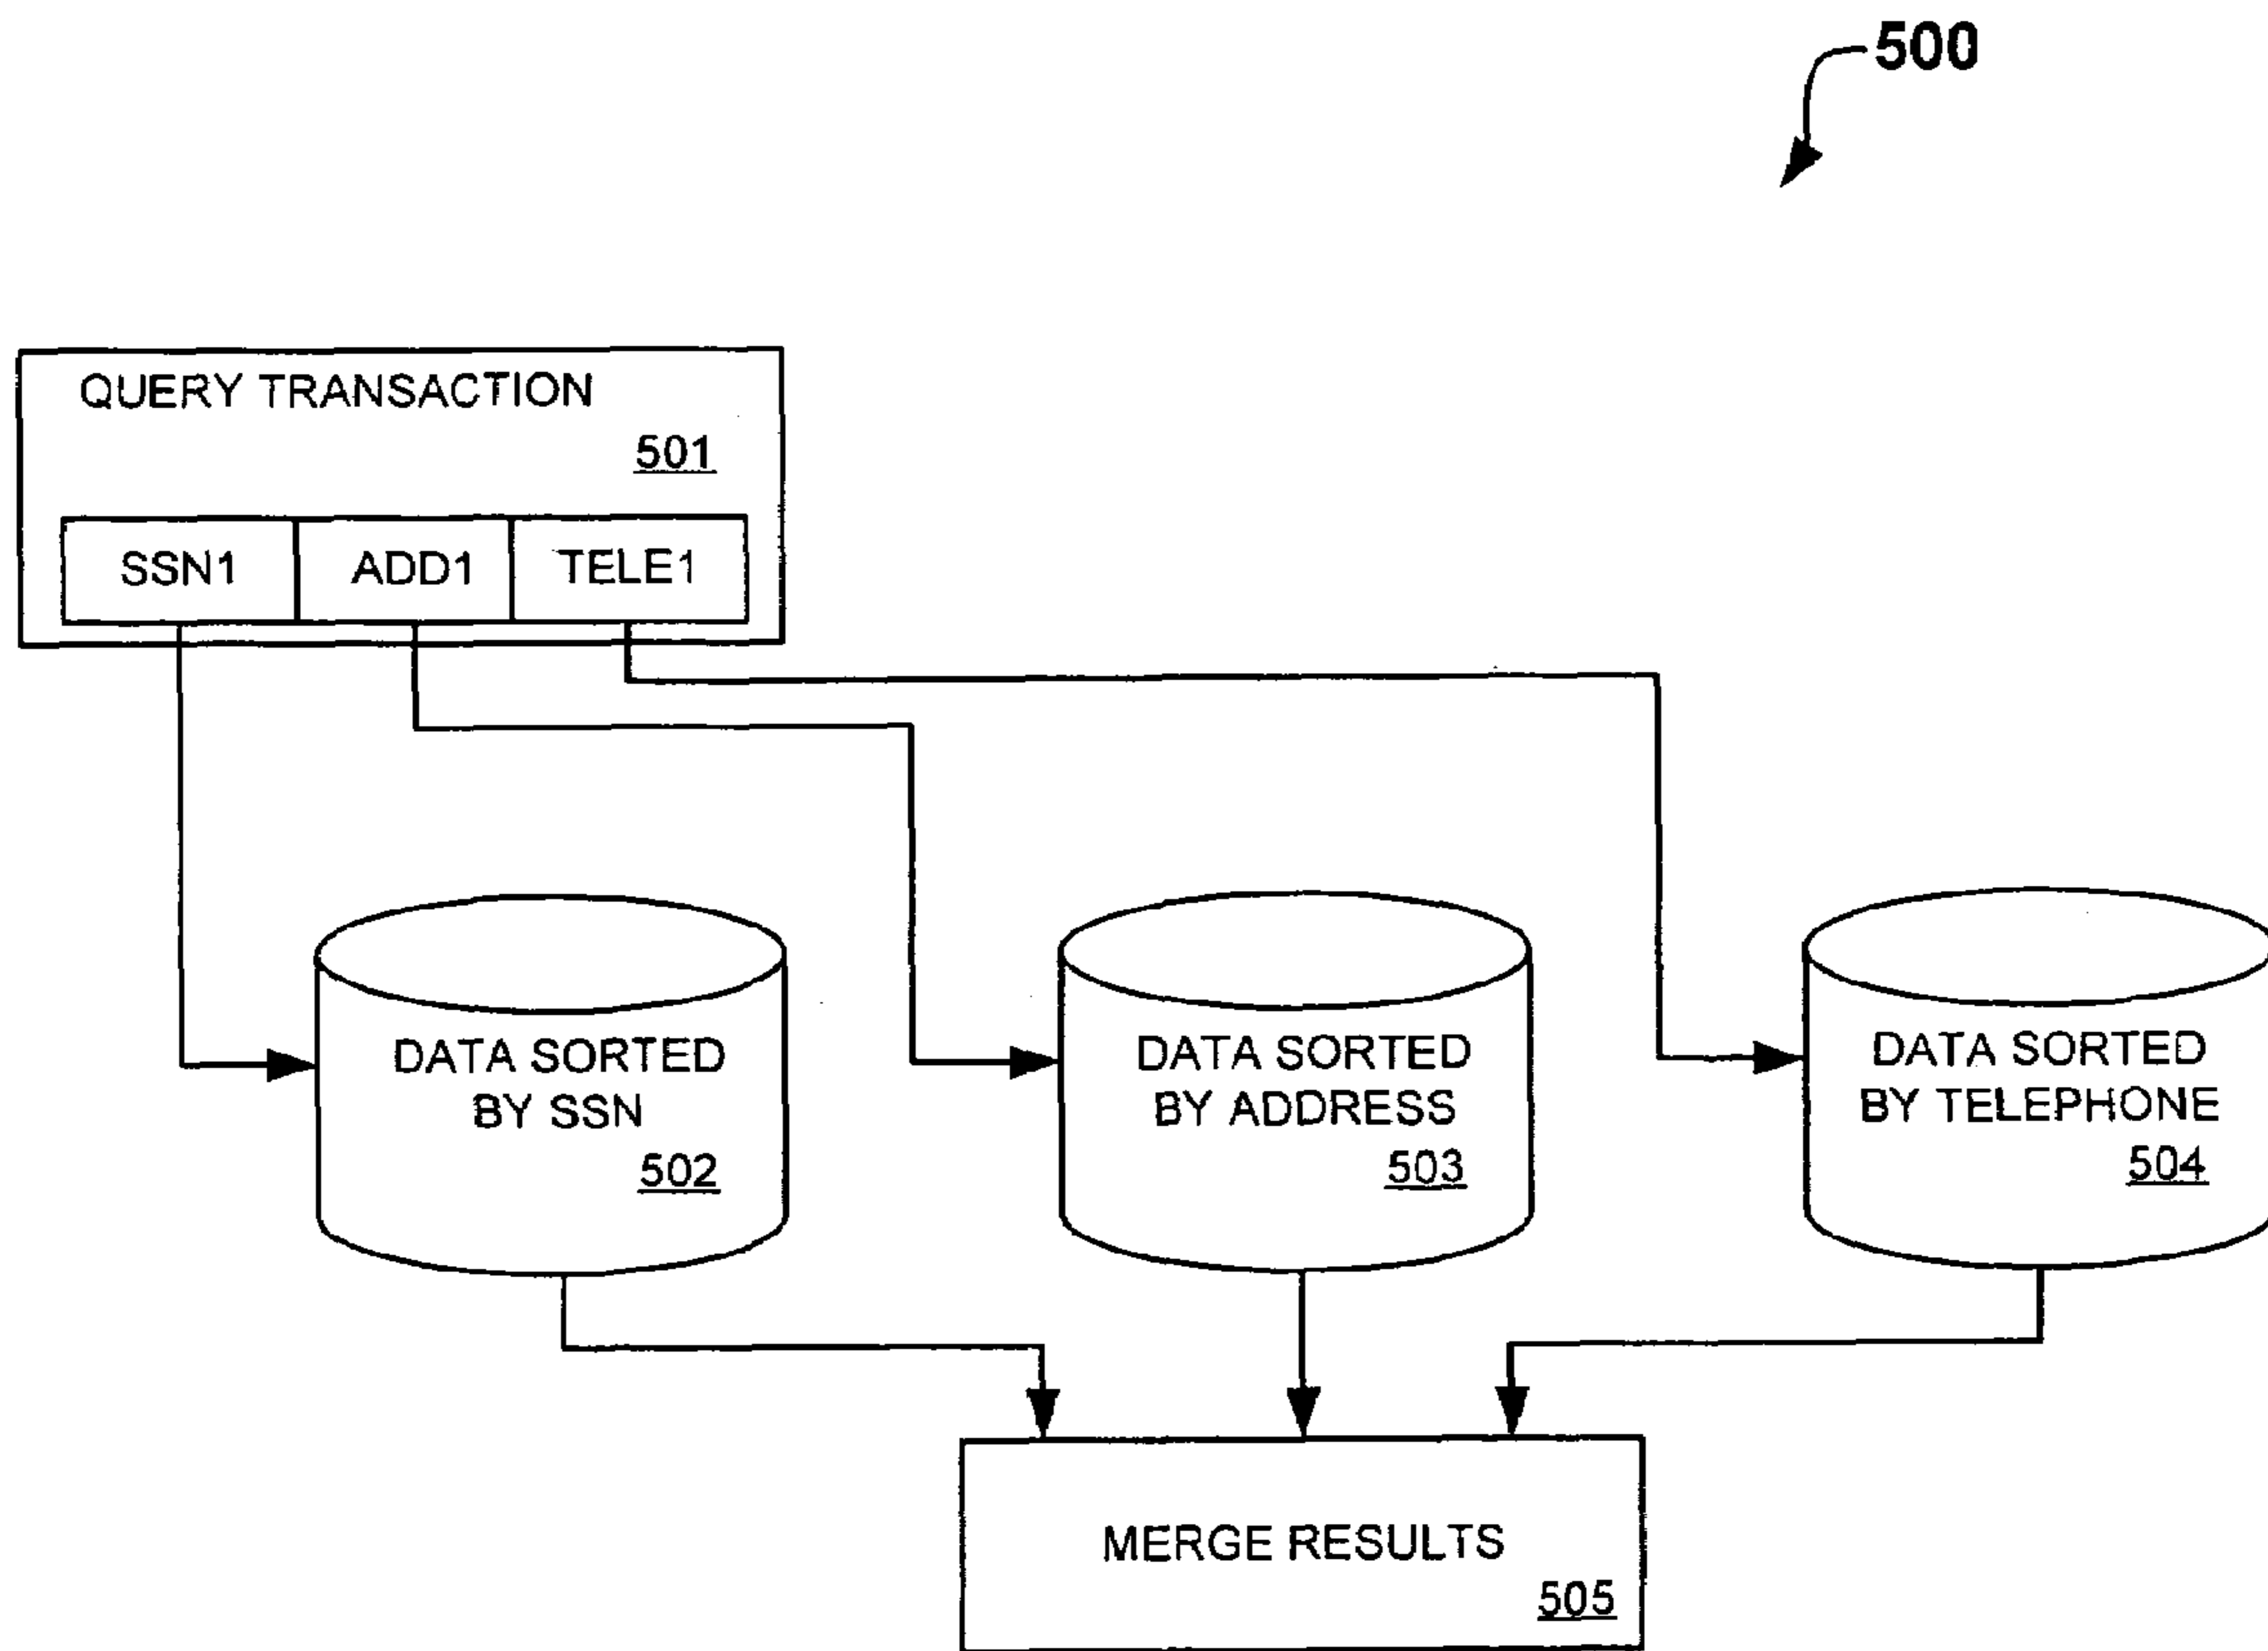 500
QUERY TRANSACTION
501
SSN1 ADD1 TELE1
DATA SORTED
BY SSN
502
DATA SORTED
BY ADDRESS
503
DATA SORTED
BY TELEPHONE
504
MERGE RESULTS
505